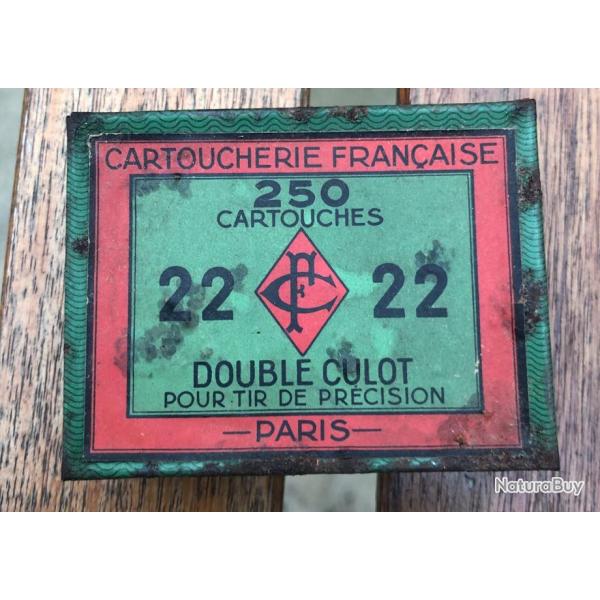 CARTOUCHERIE FRANÇAISE
250
CARTOUCHES
22 CF 22
DOUBLE CULOT
POUR TIR DE PRÉCISION
—PARIS—
NaturaBuy